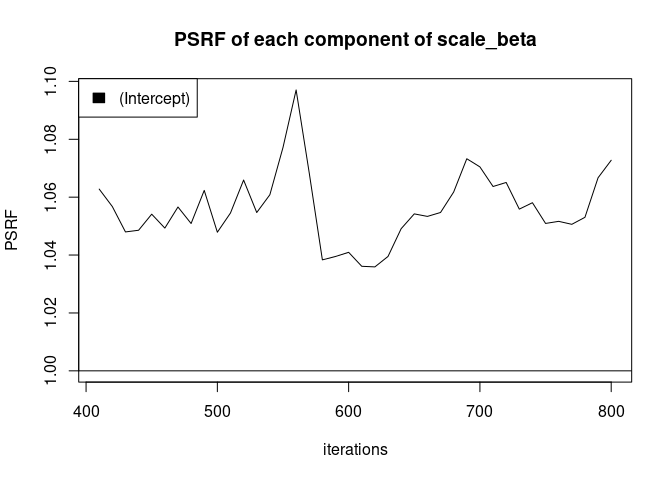 PSRF of each component of scale_beta
(Intercept)
PSRF
1.10
1.08
1.06
1.04
1.02
1.00
400 500 600 700 800
iterations